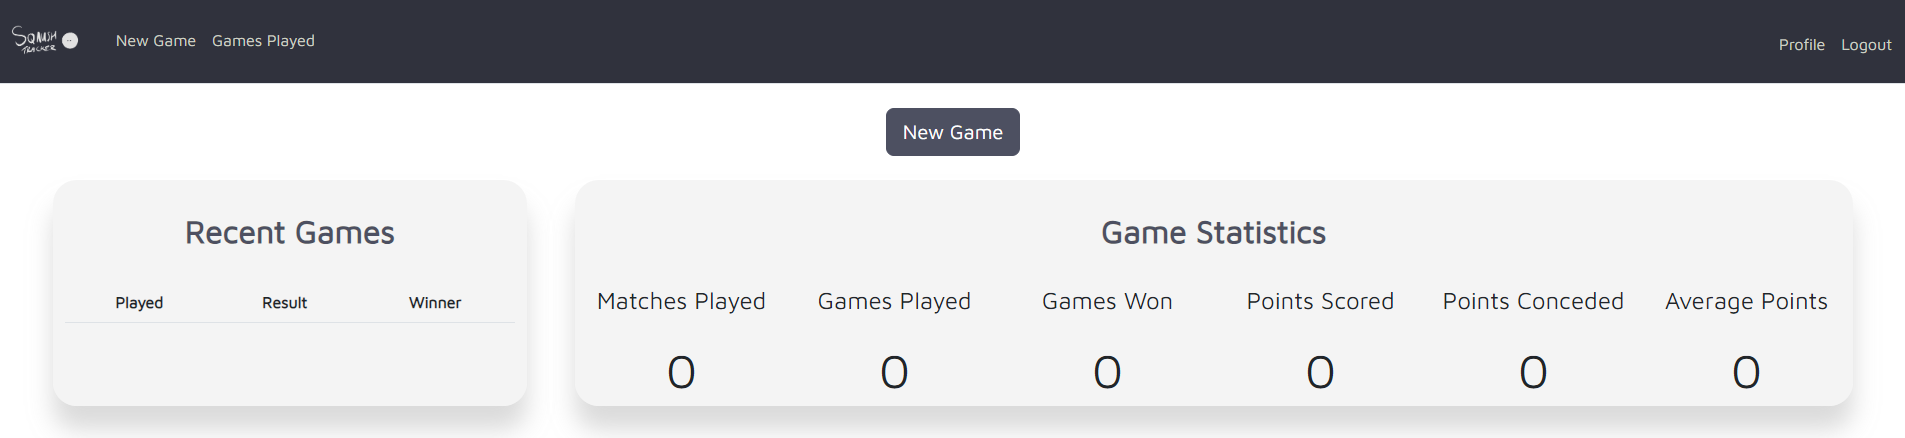 SQUASH
TRACKER
New Game Games Played
Profile Logout
New Game
Recent Games
Played Result Winner
Game Statistics
Matches Played Games Played Games Won Points Scored Points Conceded Average Points
0 0 0 0 0 0